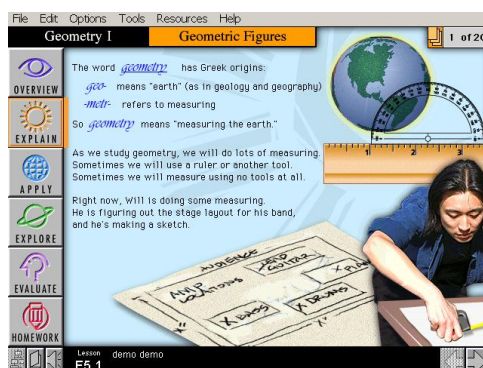 File Edit Options Tools Resources Help
Geometry I
Geometric Figures
1 of 20
OVERVIEW
EXPLAIN
APPLY
EXPLORE
EVALUATE
HOMEWORK
The word geometry has Greek origins:
geo- means "earth" (as in geology and geography)
-metr- refers to measuring
So geometry means "measuring the earth."
As we study geometry, we will do lots of measuring.
Sometimes we will use a ruler or another tool.
Sometimes we will measure using no tools at all.
Right now, Will is doing some measuring.
He is figuring out the stage layout for his band,
and he's making a sketch.
1 2 3
AUDIENCE
AMP LOCATIONS
LEAD GUITAR
X BASS
X DRUMS
Lesson demo demo
E5.1